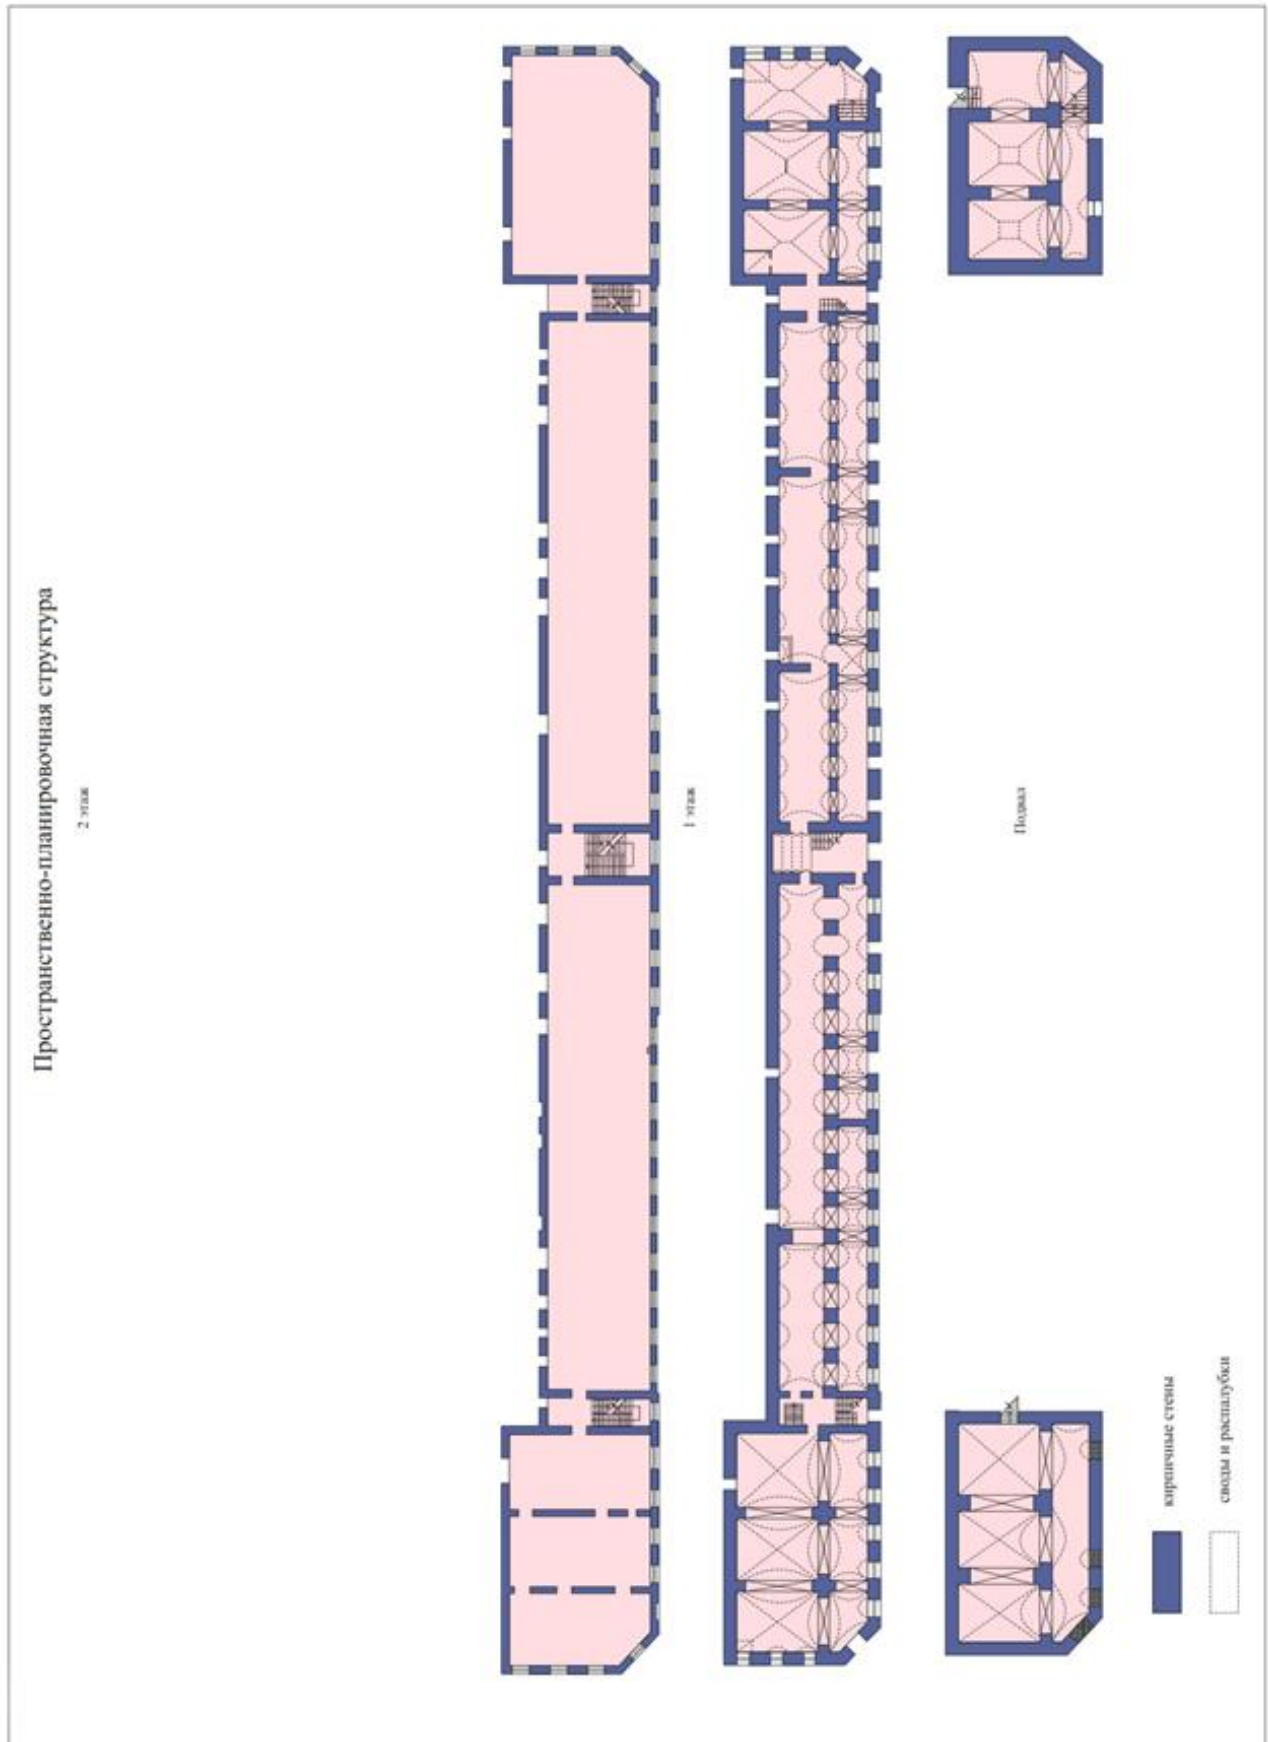 Пространственно-планировочная структура
2 этаж
1 этаж
Подвал
кирпичные стены
своды и распалубки